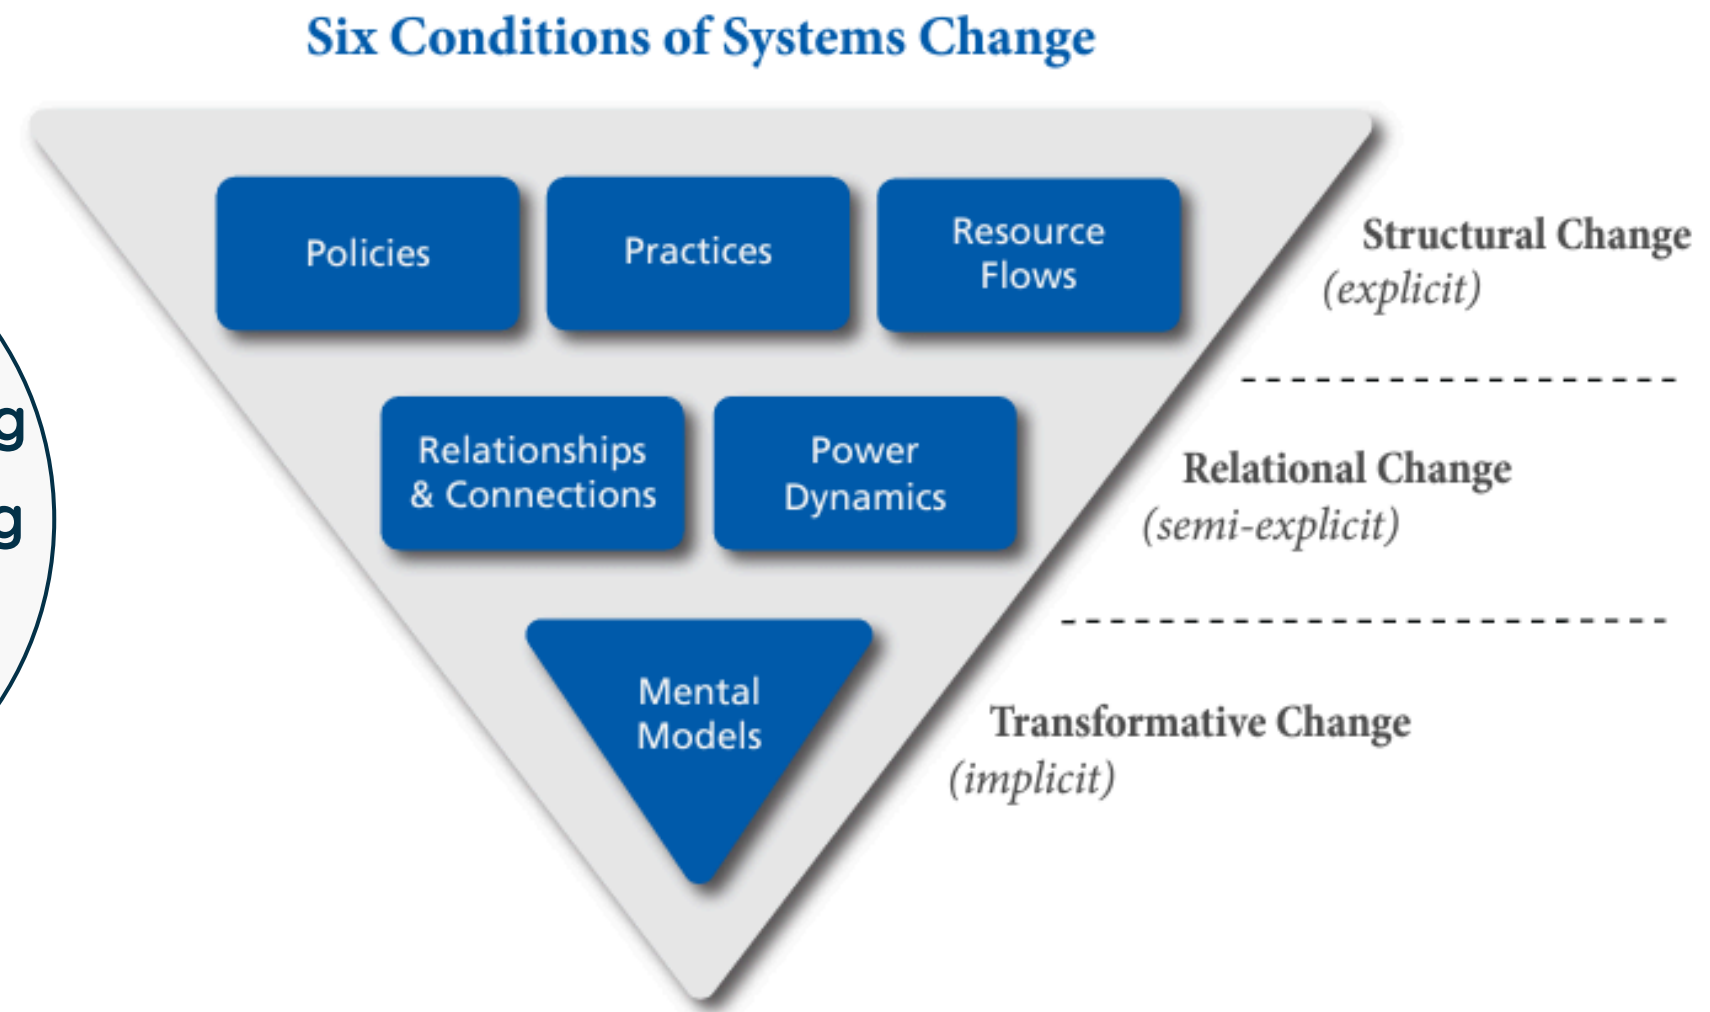 Six Conditions of Systems Change
Policies
Practices
Resource
Flows
Structural Change
(explicit)
Relationships
& Connections
Power
Dynamics
Relational Change
(semi-explicit)
Mental
Models
Transformative Change
(implicit)